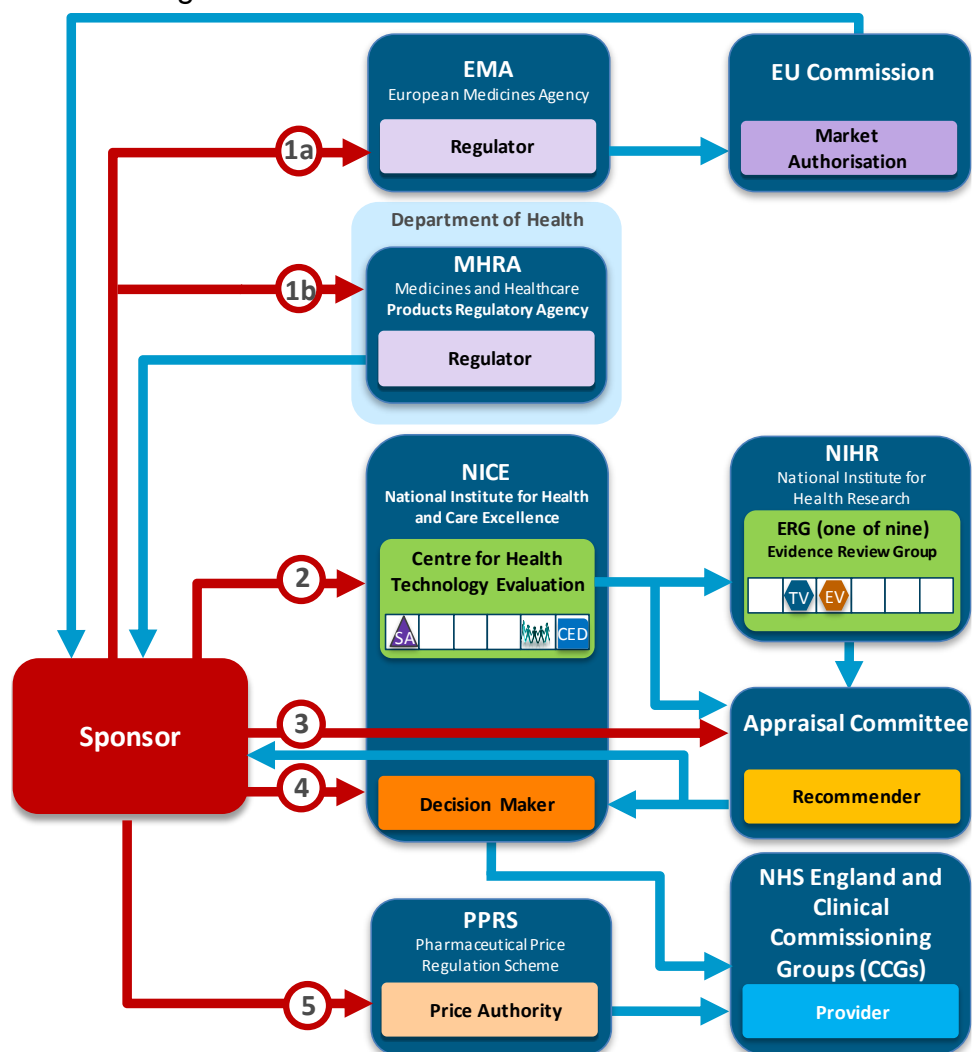 EMA
European Medicines Agency
Regulator
EU Commission
Market
Authorisation
1a
Department of Health
MHRA
Medicines and Healthcare
Products Regulatory Agency
Regulator
1b
NICE
National Institute for Health
and Care Excellence
Centre for Health
Technology Evaluation
SA
CED
2
NIHR
National Institute for
Health Research
ERG (one of nine)
Evidence Review Group
TV
EV
Sponsor
3
4
Decision Maker
Appraisal Committee
Recommender
PPRS
Pharmaceutical Price
Regulation Scheme
Price Authority
5
NHS England and
Clinical
Commissioning
Groups (CCGs)
Provider